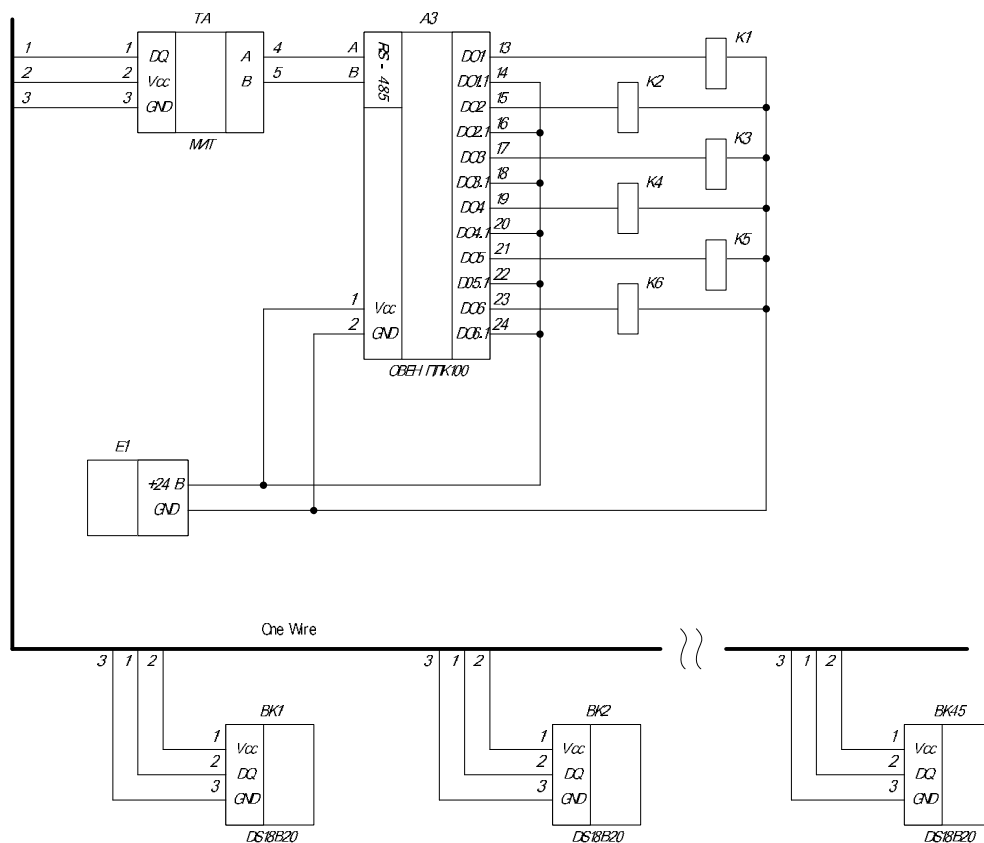 TA
A3
1 1 DQ A 4 A
2 2 Vcc B 5 B
3 3 GND
МИТ
RS - 485
DO1 13 K1
DO1.1 14
DO2 15 K2
DO2.1 16
DO3 17 K3
DO3.1 18
DO4 19 K4
DO4.1 20
DO5 21 K5
D05.1 22
DO6 23 K6
DO6.1 24
1 Vcc
2 GND
ОВЕН ПЛК100
E1
+24 В
GND
One Wire
3 1 2
3 1 2
3 1 2
BK1
1 Vcc
2 DQ
3 GND
DS18B20
BK2
1 Vcc
2 DQ
3 GND
DS18B20
BK45
1 Vcc
2 DQ
3 GND
DS18B20